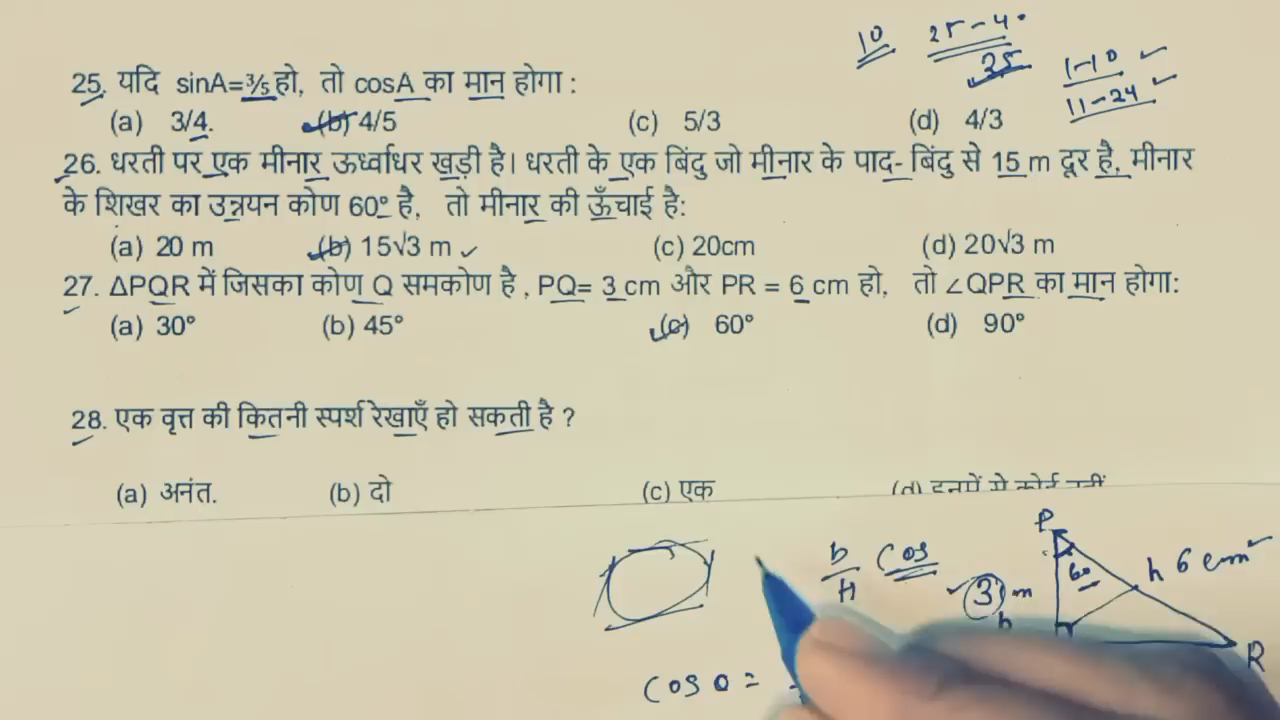 10 25-40
35
1-10
11-24
25. यदि sinA=3/5 हो, तो cosA का मान होगा :
(a) 3/4. (b) 4/5 (c) 5/3 (d) 4/3
26. धरती पर एक मीनार ऊर्ध्वाधर खड़ी है। धरती के एक बिंदु जो मीनार के पाद- बिंदु से 15 m दूर है, मीनार
के शिखर का उन्नयन कोण 60° है, तो मीनार की ऊँचाई है:
(a) 20 m (b) 15√3 m (c) 20cm (d) 20√3 m
27. ΔPQR में जिसका कोण Q समकोण है , PQ= 3 cm और PR = 6 cm हो, तो ∠QPR का मान होगा:
(a) 30° (b) 45° (c) 60° (d) 90°
28. एक वृत्त की कितनी स्पर्श रेखाएँ हो सकती है ?
(a) अनंत. (b) दो (c) एक (d) इनमें से कोई नहीं
P
b/H cos 3 m 60 h 6 cm
b
R
cos θ =